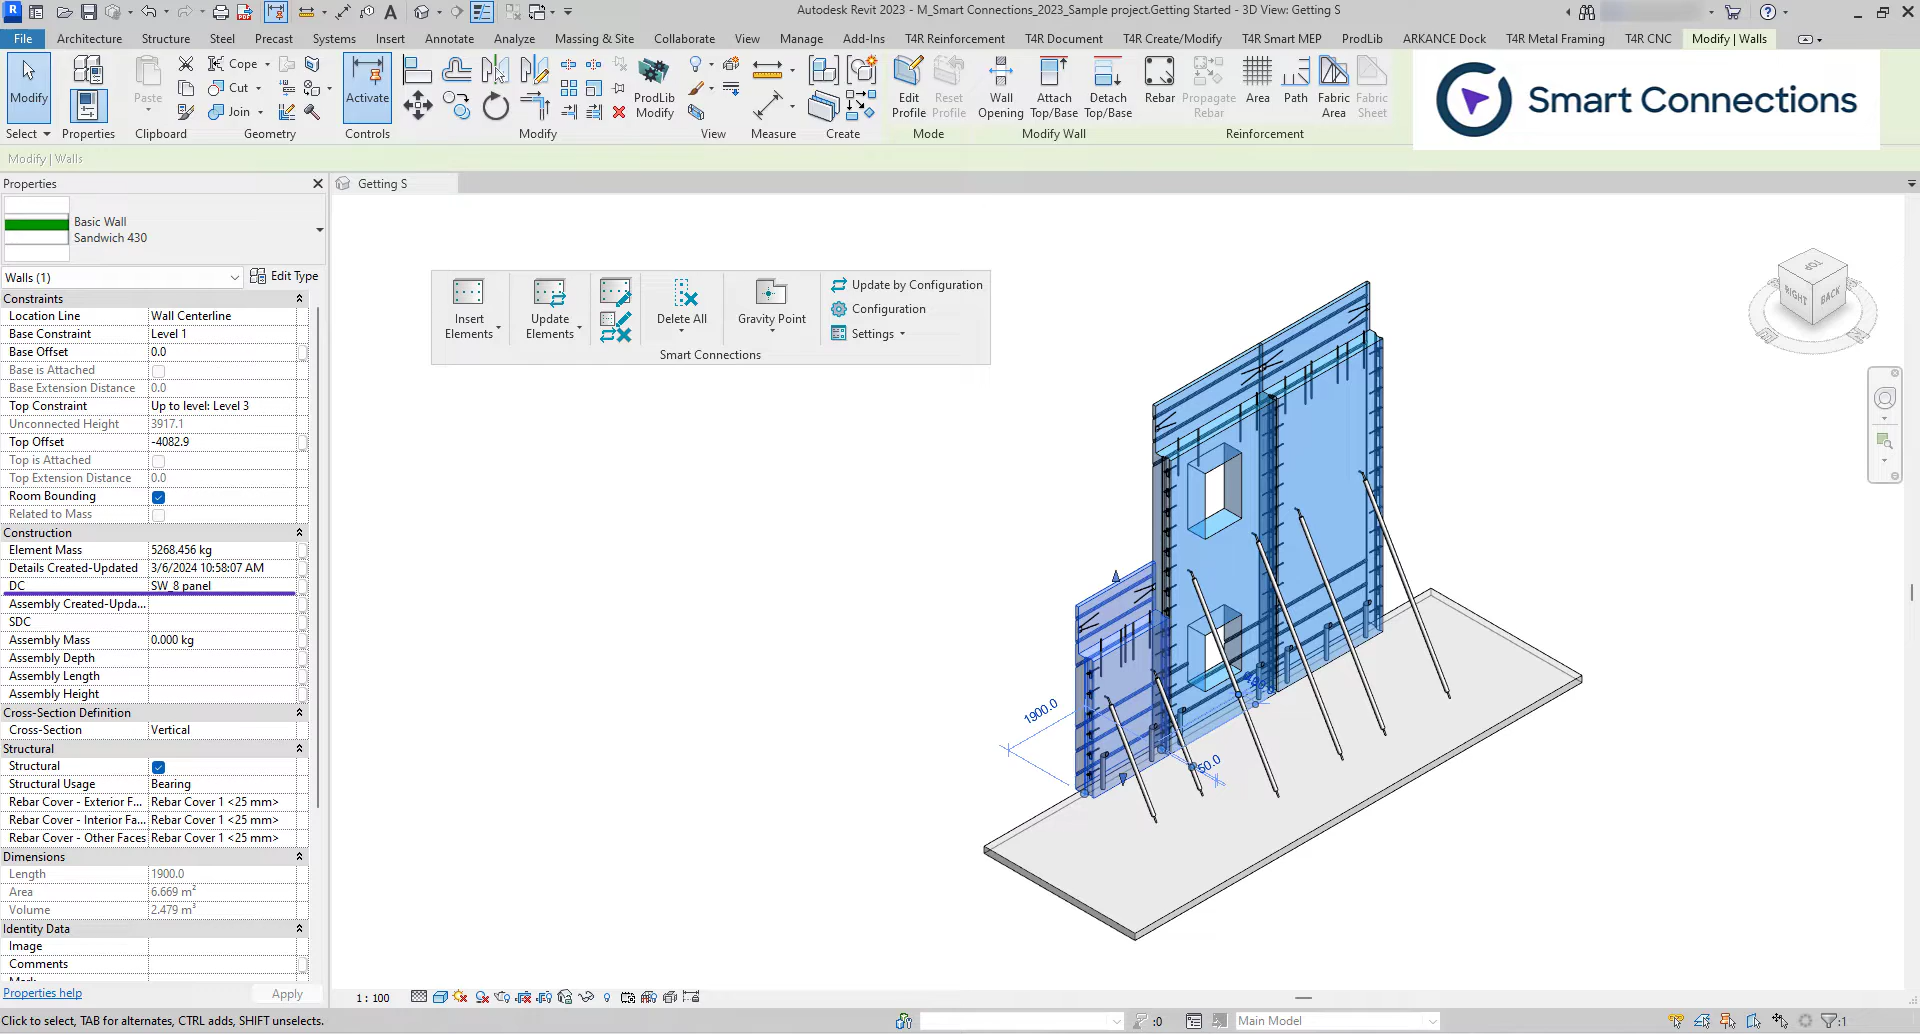 Autodesk Revit 2023 - M_Smart Connections_2023_Sample project.Getting Started - 3D View: Getting S
File Architecture Structure Steel Precast Systems Insert Annotate Analyze Massing & Site Collaborate View Manage Add-Ins T4R Reinforcement T4R Document T4R Create/Modify T4R Smart MEP ProdLib ARKANCE Dock T4R Metal Framing T4R CNC Modify | Walls
Modify
Paste
Cope
Cut
Join
Activate
ProdLib
Modify
Edit
Profile
Reset
Profile
Wall
Opening
Attach
Top/Base
Detach
Top/Base
Rebar
Propagate
Rebar
Area
Path
Fabric
Area
Fabric
Sheet
Smart Connections
Select Properties Clipboard Geometry Controls Modify View Measure Create Mode Modify Wall Reinforcement
Modify | Walls
Properties
Getting S
Basic Wall
Sandwich 430
Walls (1) Edit Type
Constraints
Location Line Wall Centerline
Base Constraint Level 1
Base Offset 0.0
Base is Attached
Base Extension Distance 0.0
Top Constraint Up to level: Level 3
Unconnected Height 3917.1
Top Offset -4082.9
Top is Attached
Top Extension Distance 0.0
Room Bounding
Related to Mass
Construction
Element Mass 5268.456 kg
Details Created-Updated 3/6/2024 10:58:07 AM
DC SW_8 panel
Assembly Created-Upda...
SDC
Assembly Mass 0.000 kg
Assembly Depth
Assembly Length
Assembly Height
Cross-Section Definition
Cross-Section Vertical
Structural
Structural
Structural Usage Bearing
Rebar Cover - Exterior F... Rebar Cover 1 <25 mm>
Rebar Cover - Interior Fa... Rebar Cover 1 <25 mm>
Rebar Cover - Other Faces Rebar Cover 1 <25 mm>
Dimensions
Length 1900.0
Area 6.669 m²
Volume 2.479 m³
Identity Data
Image
Comments
Mark
Properties help Apply
Insert
Elements
Update
Elements
Delete All
Gravity Point
Update by Configuration
Configuration
Settings
Smart Connections
TOP
RIGHT
BACK
1900.0
50.0
1 : 100
Click to select, TAB for alternates, CTRL adds, SHIFT unselects.
:0
Main Model
:1